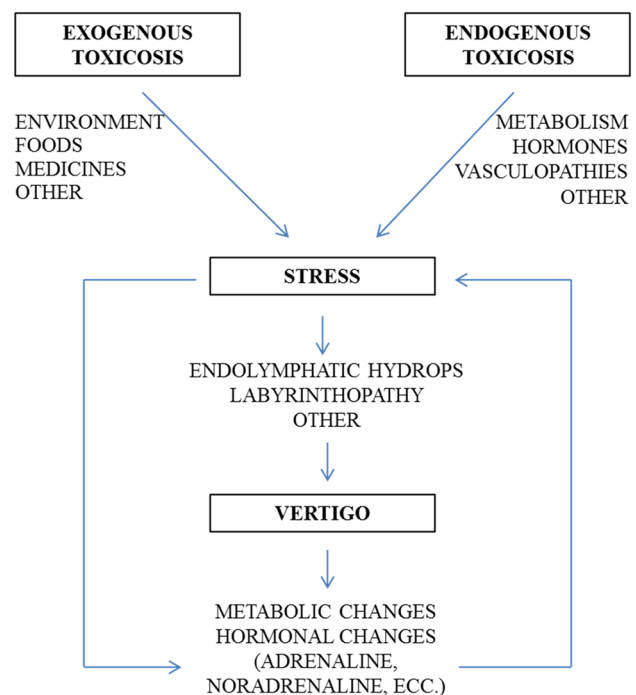 EXOGENOUS
TOXICOSIS
ENDOGENOUS
TOXICOSIS
ENVIRONMENT
FOODS
MEDICINES
OTHER
METABOLISM
HORMONES
VASCULOPATHIES
OTHER
STRESS
ENDOLYMPHATIC HYDROPS
LABYRINTHOPATHY
OTHER
VERTIGO
METABOLIC CHANGES
HORMONAL CHANGES
(ADRENALINE,
NORADRENALINE, ECC.)